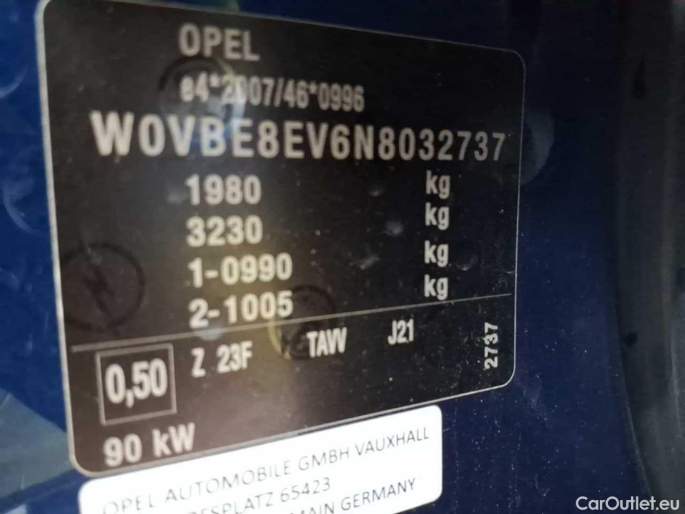 OPEL
e4*2007/46*0996
W0VBE8EV6N8032737
1980 kg
3230 kg
1-0990 kg
2-1005 kg
0,50 Z 23F TAW J21 2737
90 kW
OPEL AUTOMOBILE GMBH VAUXHALL
65423
MAIN GERMANY
CarOutlet.eu